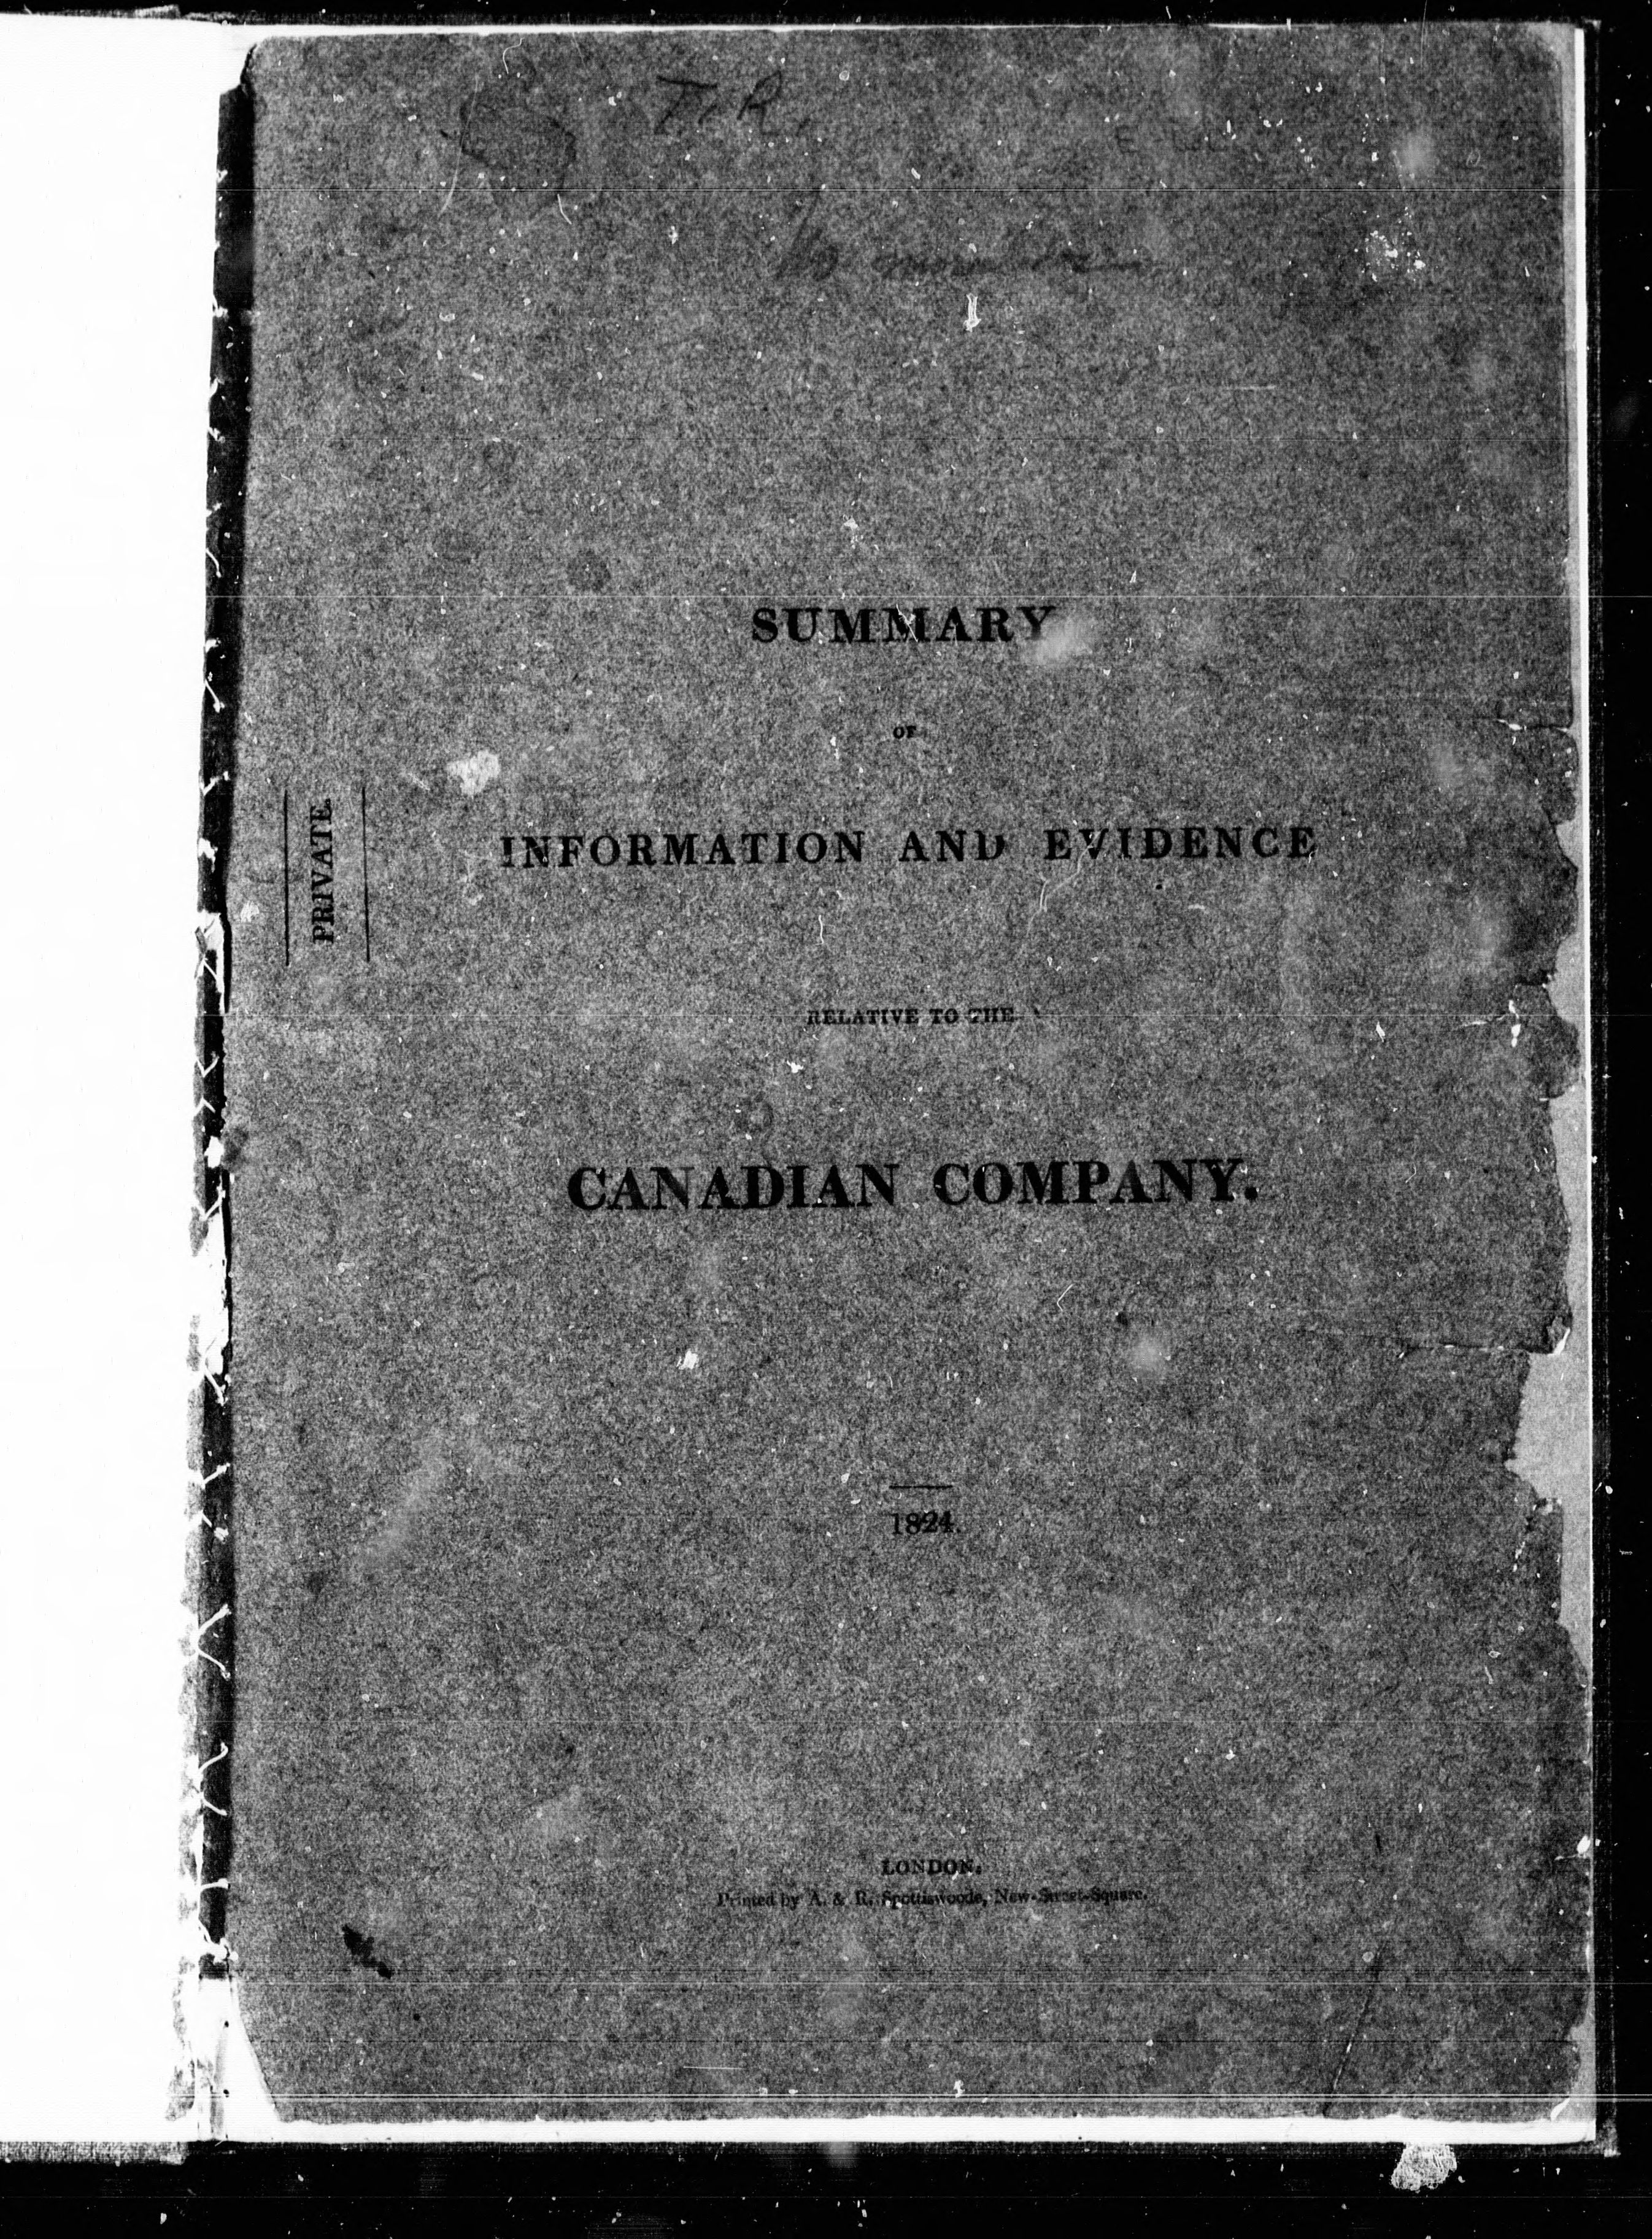 T. R.
SUMMARY
OF
INFORMATION AND EVIDENCE
RELATIVE TO THE
CANADIAN COMPANY.
1824.
LONDON.
Printed by A. & R. Spottiswoode, New-Street-Square.
PRIVATE.